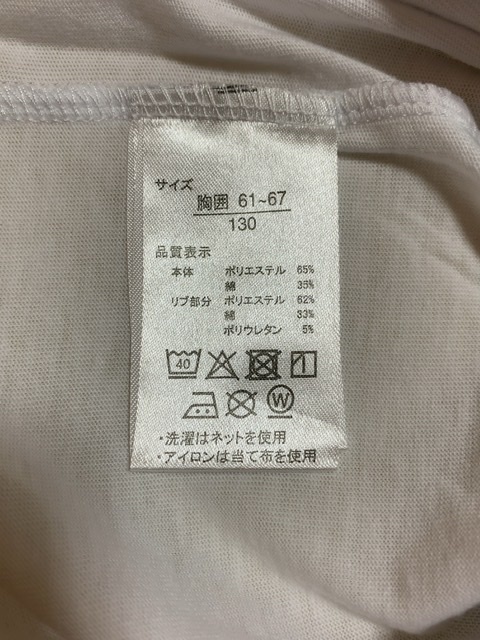 サイズ
胸囲 61~67
130
品質表示
本体 ポリエステル 65%
綿 35%
リブ部分 ポリエステル 62%
綿 33%
ポリウレタン 5%
40
W
・洗濯はネットを使用
・アイロンは当て布を使用